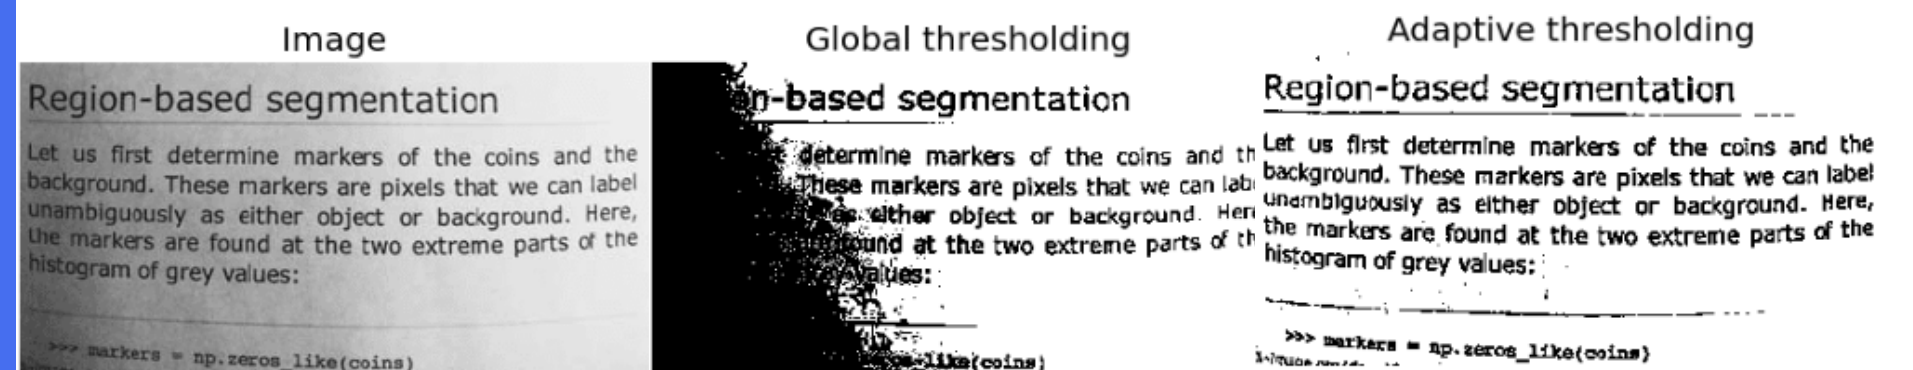 Image
Region-based segmentation
Let us first determine markers of the coins and the
background. These markers are pixels that we can label
unambiguously as either object or background. Here,
the markers are found at the two extreme parts of the
histogram of grey values:
>>> markers = np.zeros_like(coins)
Global thresholding
n-based segmentation
determine markers of the coins and th
These markers are pixels that we can lab
as either object or background. Her
found at the two extreme parts of th
values:
like(coins)
Adaptive thresholding
Region-based segmentation
Let us first determine markers of the coins and the
background. These markers are pixels that we can label
unambiguously as either object or background. Here,
the markers are found at the two extreme parts of the
histogram of grey values:
>>> markers = np.zeros_like(coins)